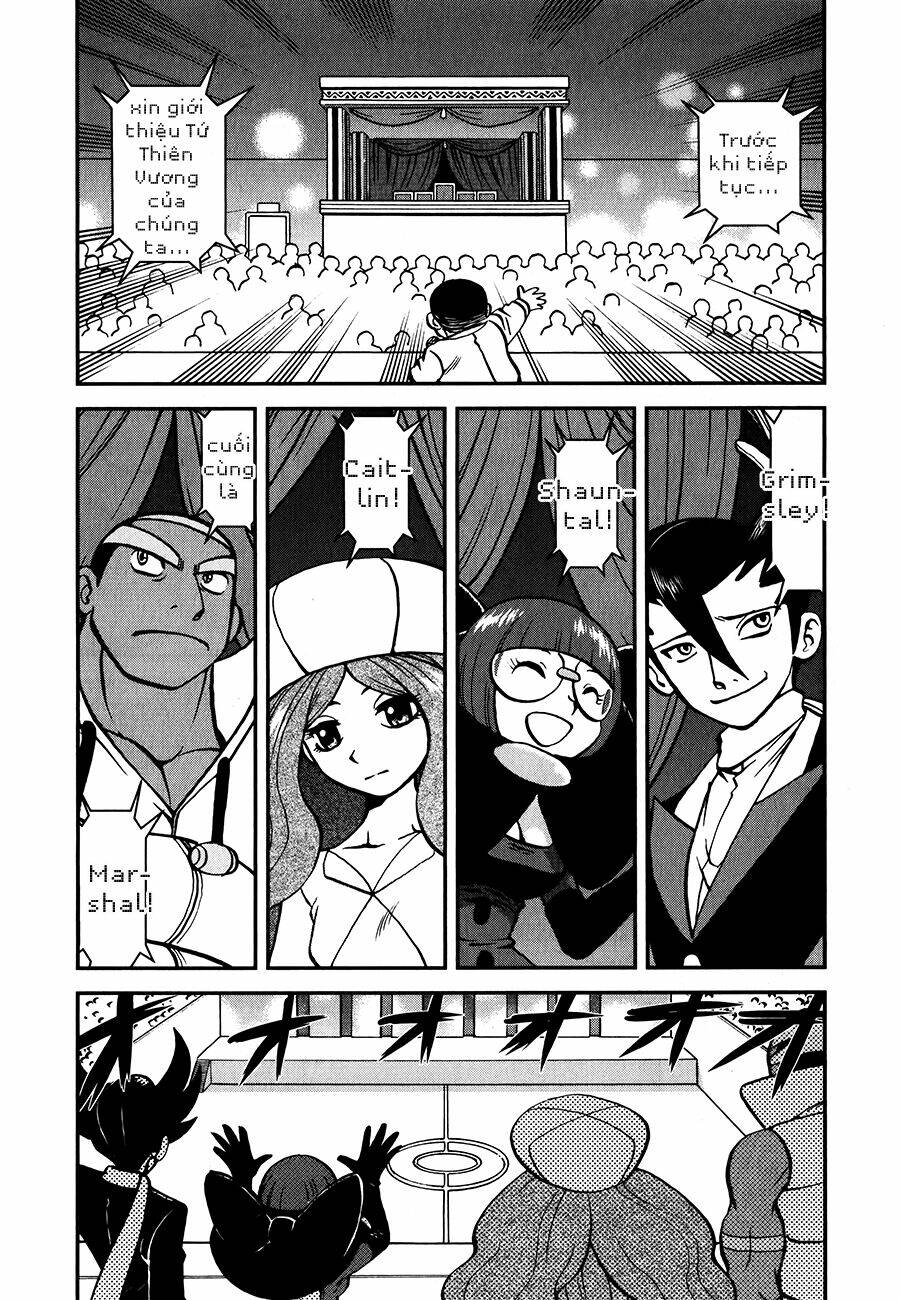 Trước
khi tiếp
tục...
xin giới
thiệu Tứ
Thiên
Vương
của
chúng
ta...
Grim-
sley!
Shaun-
tal!
Cait-
lin!
cuối
cùng
là
Mar-
shal!